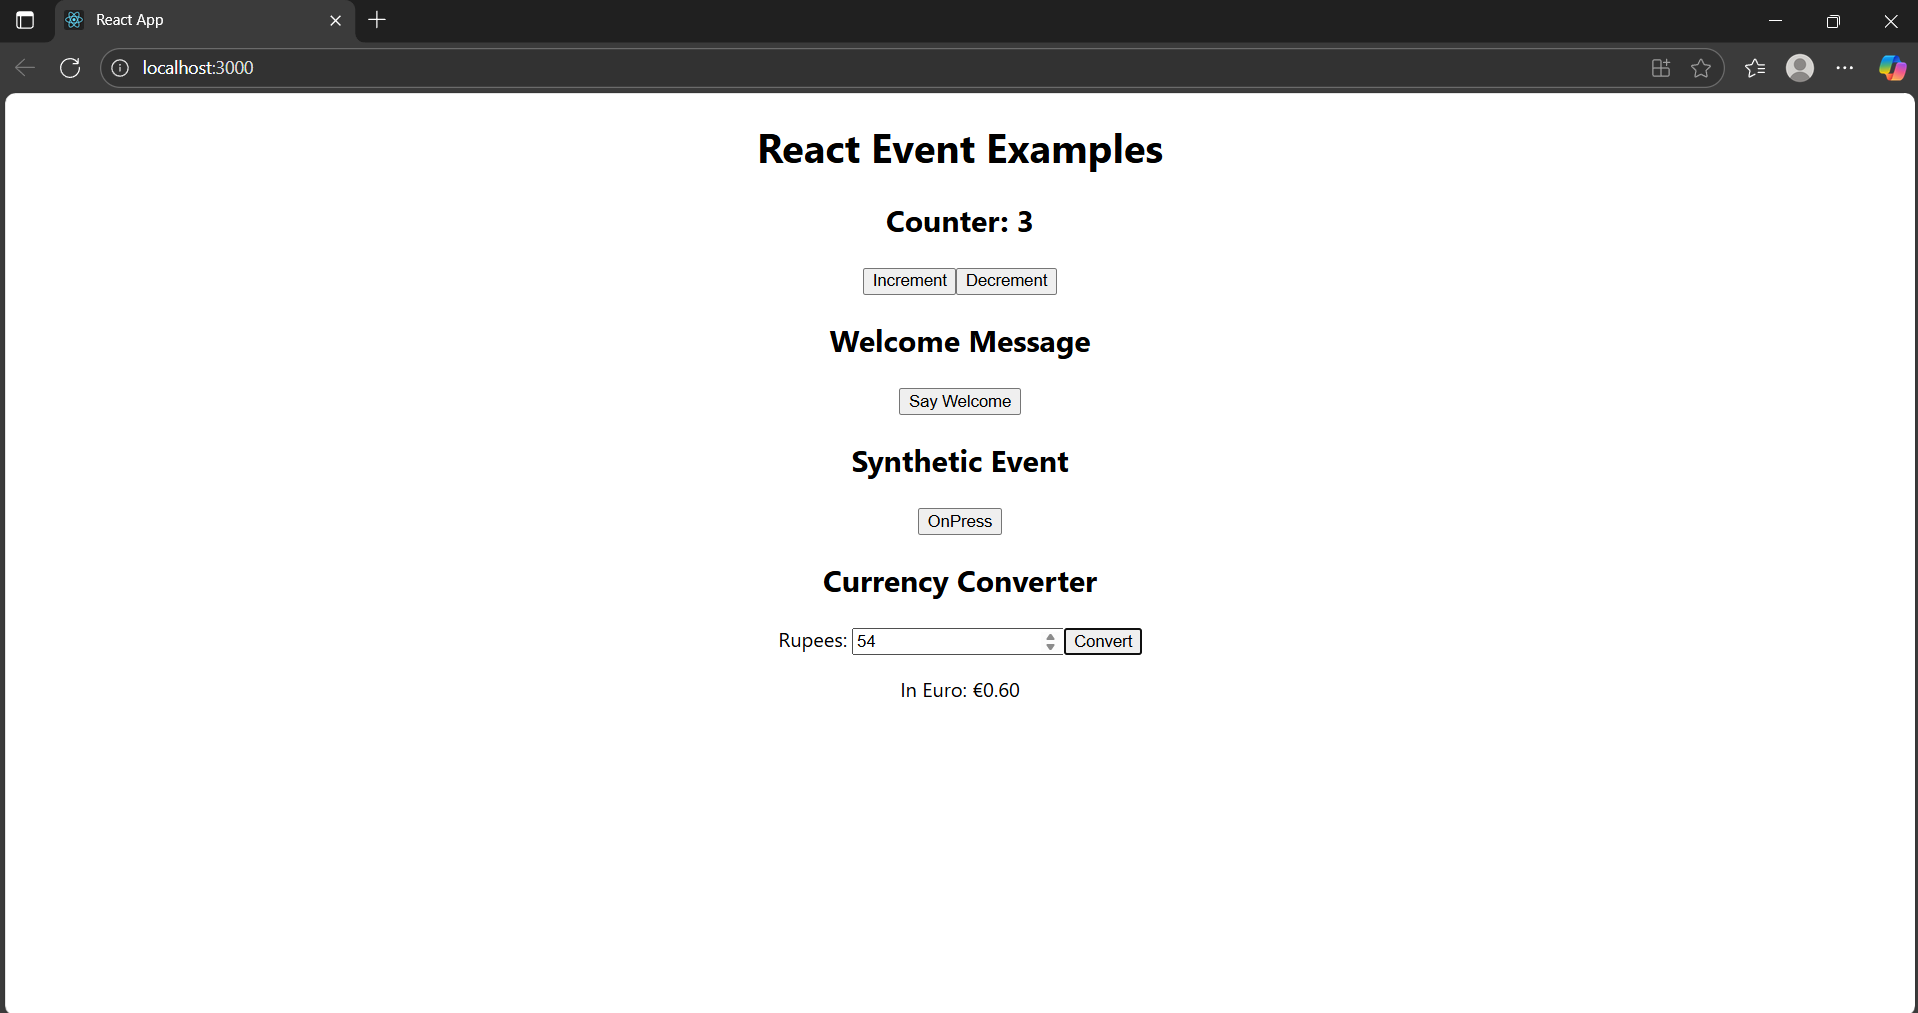 React App
localhost:3000
React Event Examples
Counter: 3
Increment Decrement
Welcome Message
Say Welcome
Synthetic Event
OnPress
Currency Converter
Rupees: 54 Convert
In Euro: €0.60